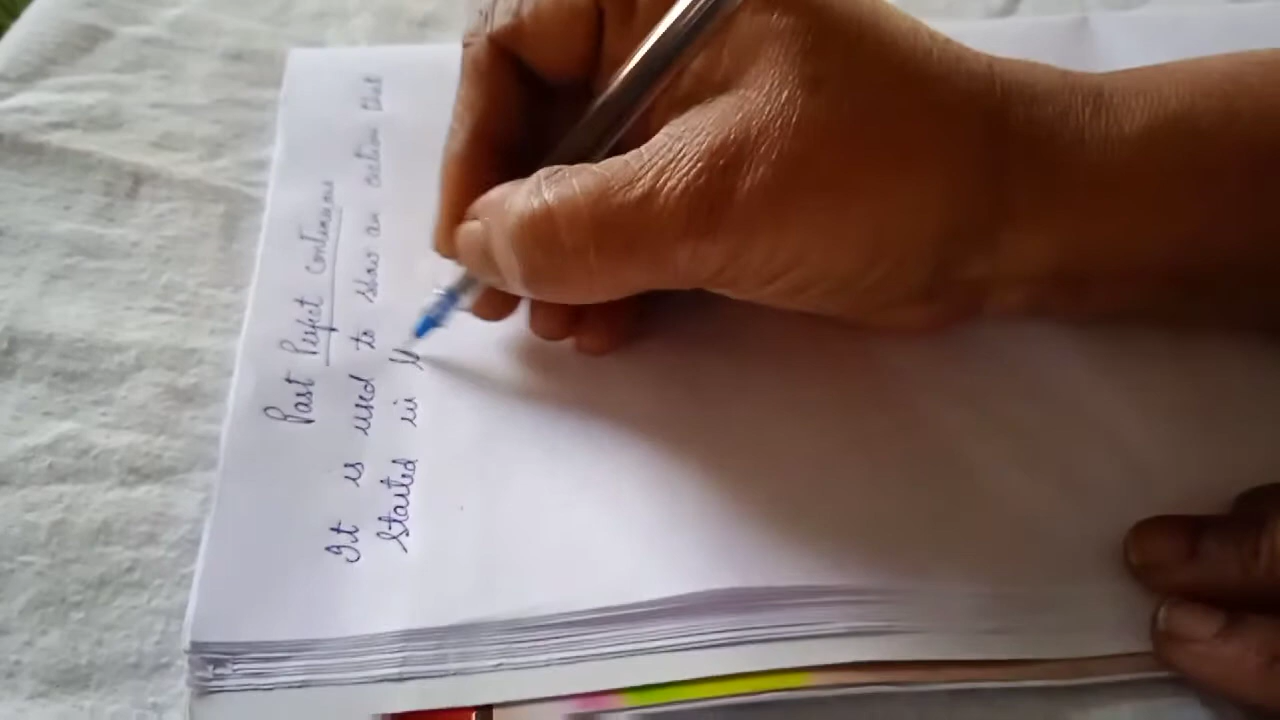 Past Perfect Continuous
It is used to show an action that
Started in